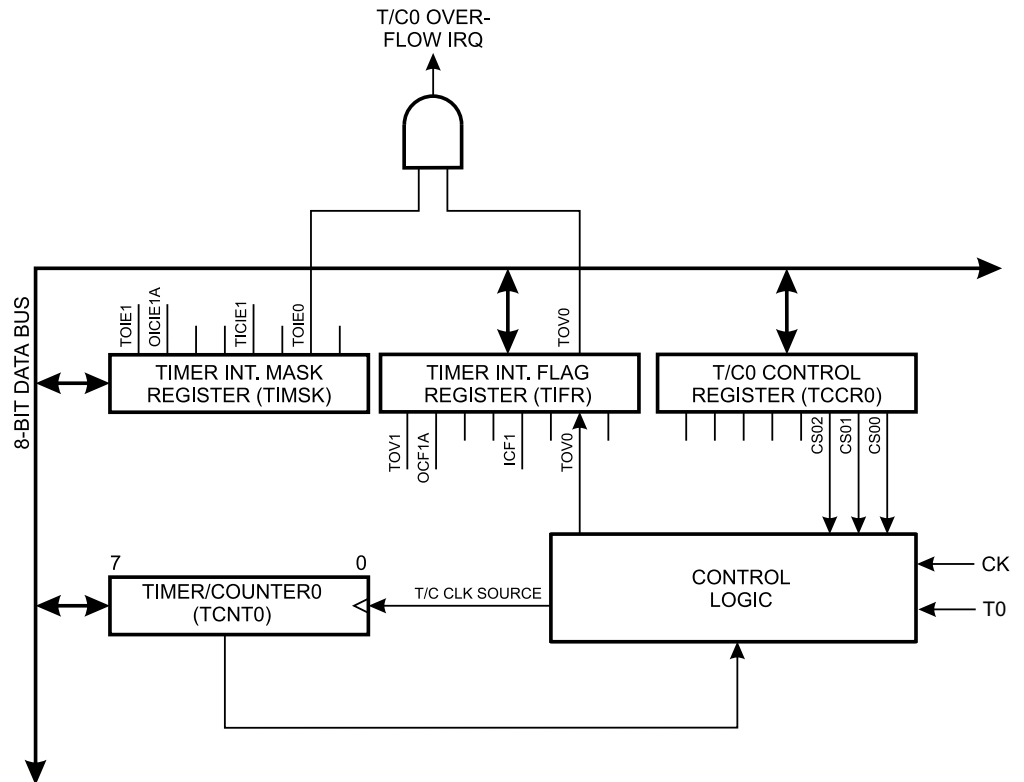 T/C0 OVER-
FLOW IRQ
8-BIT DATA BUS
TOIE1
OICIE1A
TICIE1
TOIE0
TOV0
TIMER INT. MASK
REGISTER (TIMSK)
TIMER INT. FLAG
REGISTER (TIFR)
T/C0 CONTROL
REGISTER (TCCR0)
TOV1
OCF1A
ICF1
TOV0
CS02
CS01
CS00
7
0
TIMER/COUNTER0
(TCNT0)
T/C CLK SOURCE
CONTROL
LOGIC
CK
T0